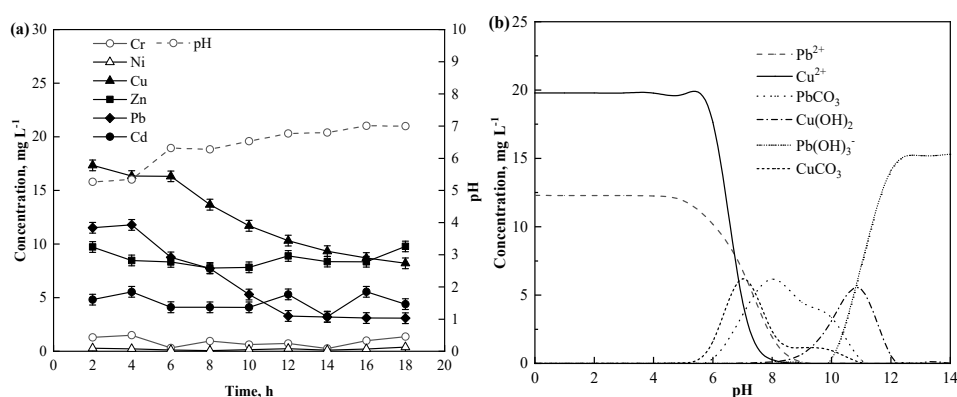 (a)
Cr
pH
Ni
Cu
Zn
Pb
Cd
Concentration, mg L⁻¹
30
25
20
15
10
5
0
10
9
8
7
6
5
4
3
2
1
0
pH
0 2 4 6 8 10 12 14 16 18 20
Time, h
(b)
Pb²⁺
Cu²⁺
PbCO₃
Cu(OH)₂
Pb(OH)₃⁻
CuCO₃
Concentration, mg L⁻¹
25
20
15
10
5
0
0 2 4 6 8 10 12 14
pH